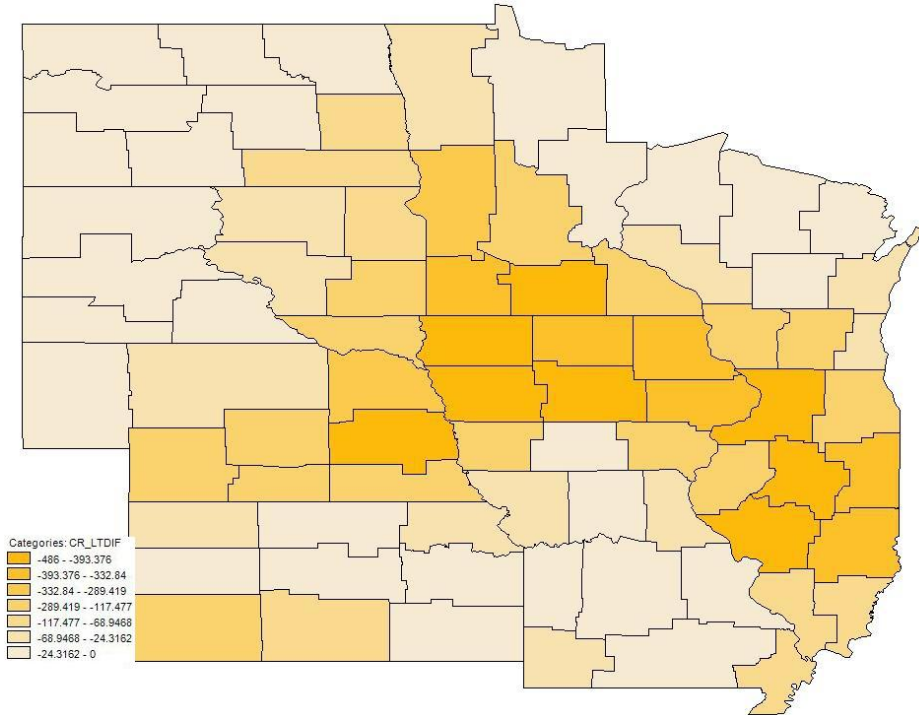 Categories: CR_LTDIF
-486 - -393.376
-393.376 - -332.84
-332.84 - -289.419
-289.419 - -117.477
-117.477 - -68.9468
-68.9468 - -24.3162
-24.3162 - 0